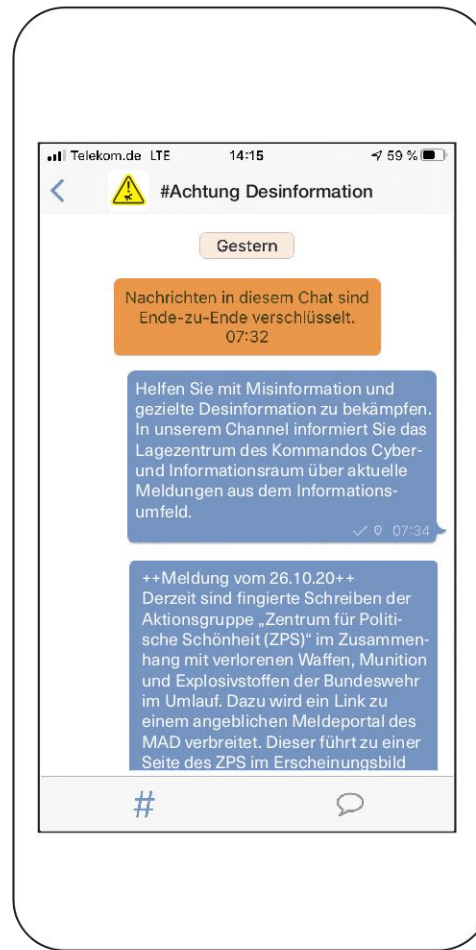 Telekom.de LTE 14:15 59 %
#Achtung Desinformation
Gestern
Nachrichten in diesem Chat sind
Ende-zu-Ende verschlüsselt.
07:32
Helfen Sie mit Misinformation und
gezielte Desinformation zu bekämpfen.
In unserem Channel informiert Sie das
Lagezentrum des Kommandos Cyber-
und Informationsraum über aktuelle
Meldungen aus dem Informations-
umfeld.
07:34
++Meldung vom 26.10.20++
Derzeit sind fingierte Schreiben der
Aktionsgruppe „Zentrum für Politi-
sche Schönheit (ZPS)“ im Zusammen-
hang mit verlorenen Waffen, Munition
und Explosivstoffen der Bundeswehr
im Umlauf. Dazu wird ein Link zu
einem angeblichen Meldeportal des
MAD verbreitet. Dieser führt zu einer
Seite des ZPS im Erscheinungsbild
#